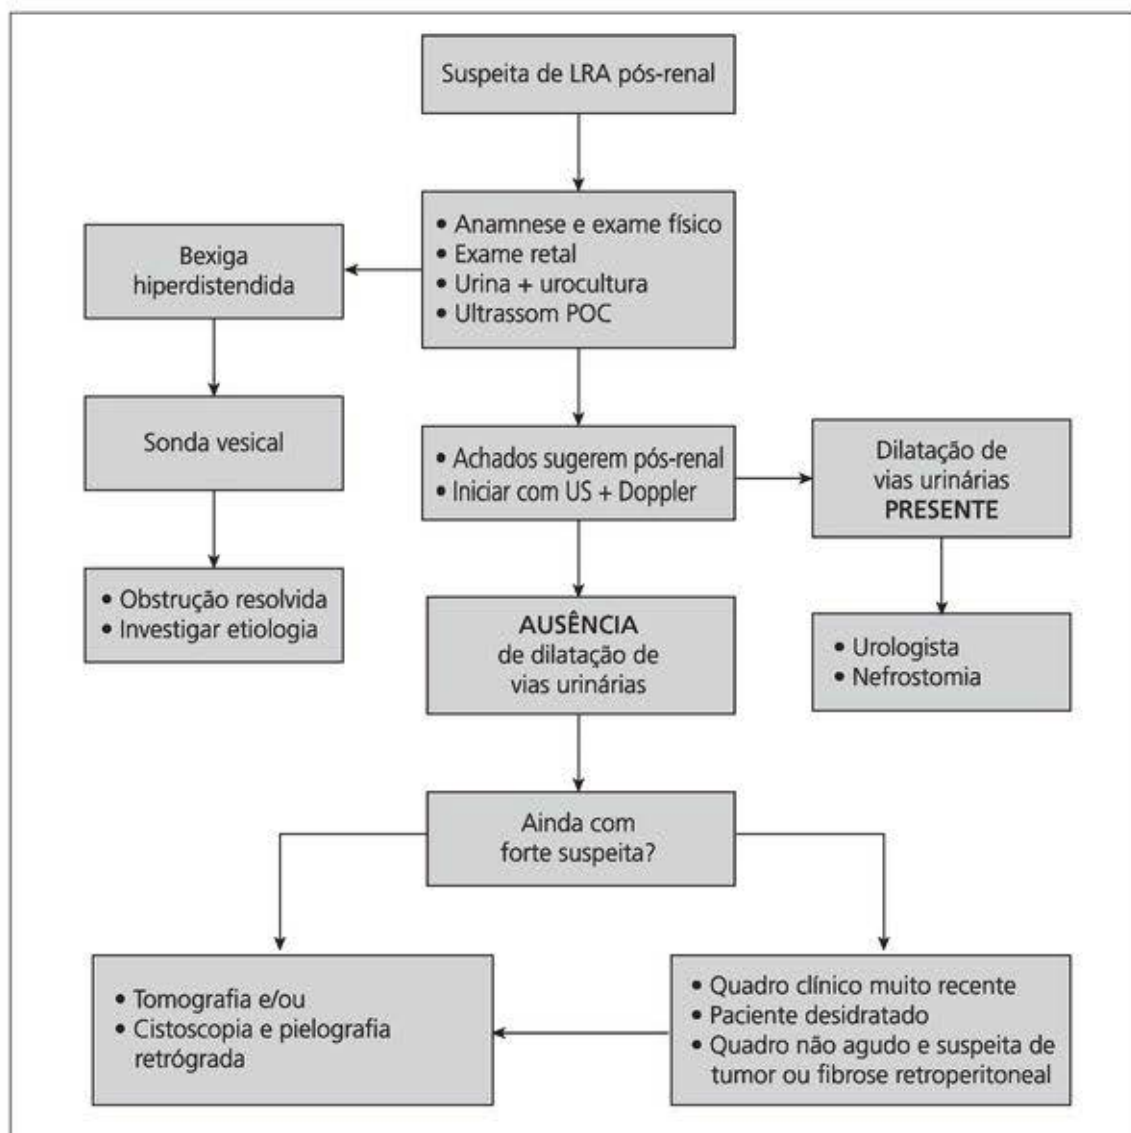 Suspeita de LRA pós-renal
• Anamnese e exame físico
• Exame retal
• Urina + urocultura
• Ultrassom POC
Bexiga
hiperdistendida
Sonda vesical
• Obstrução resolvida
• Investigar etiologia
• Achados sugerem pós-renal
• Iniciar com US + Doppler
Dilatação de
vias urinárias
PRESENTE
• Urologista
• Nefrostomia
AUSÊNCIA
de dilatação de
vias urinárias
Ainda com
forte suspeita?
• Tomografia e/ou
• Cistoscopia e pielografia
retrógrada
• Quadro clínico muito recente
• Paciente desidratado
• Quadro não agudo e suspeita de
tumor ou fibrose retroperitoneal